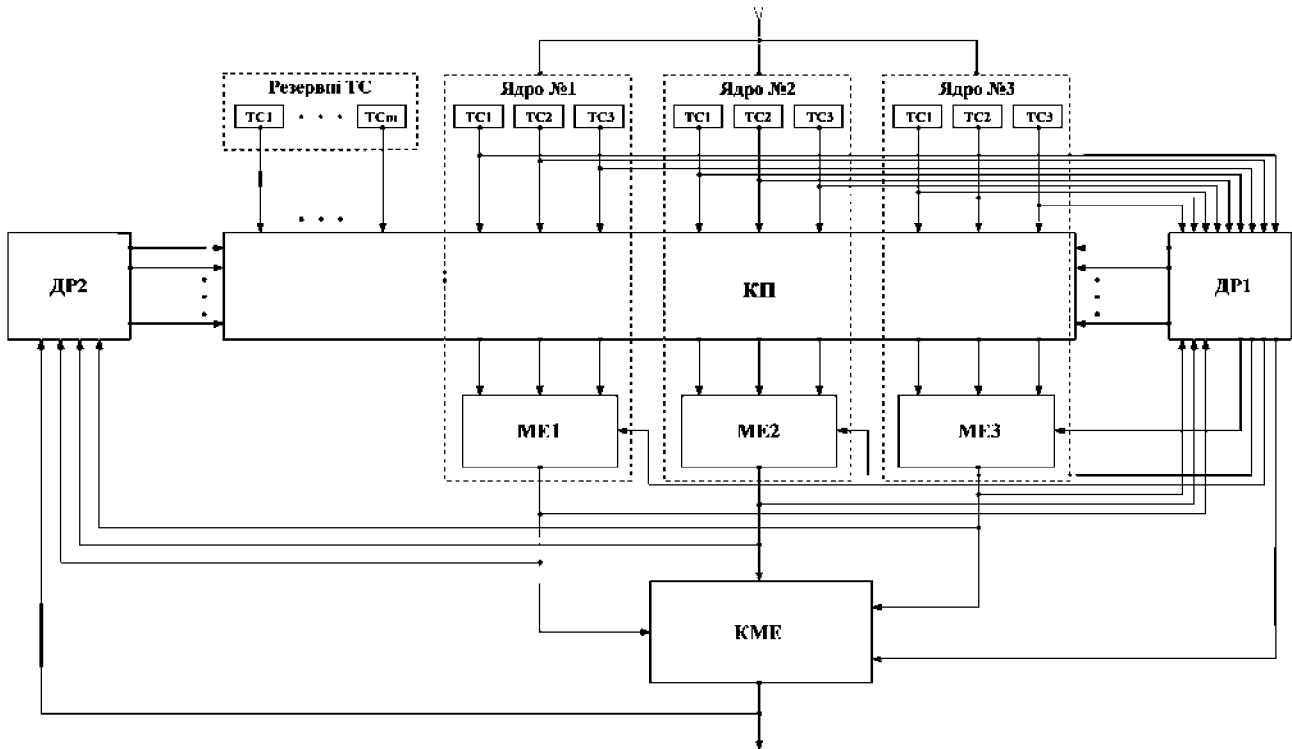 V
Резервні ТС
Ядро №1
Ядро №2
Ядро №3
ТС1 . . . ТСm
ТС1 ТС2 ТС3
ТС1 ТС2 ТС3
ТС1 ТС2 ТС3
ДР2
КП
ДР1
МЕ1
МЕ2
МЕ3
КМЕ